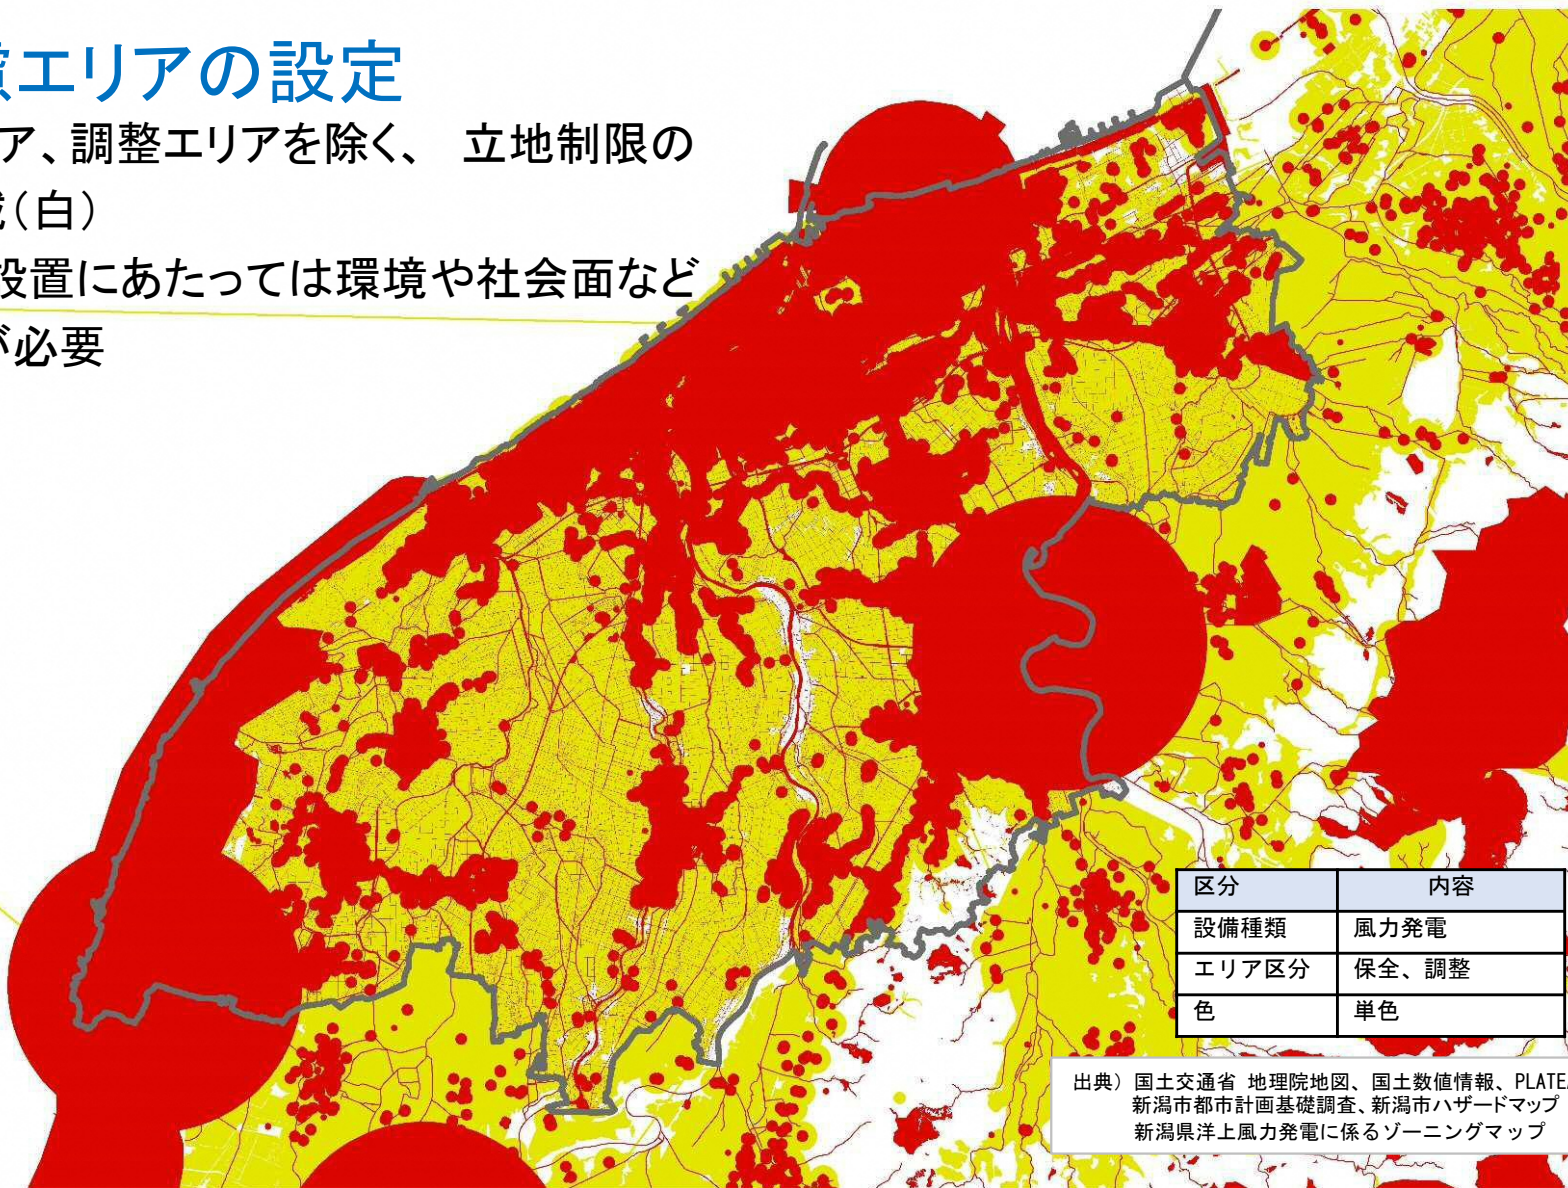 エリアの設定
ア、調整エリアを除く、 立地制限の
(白)
設置にあたっては環境や社会面など
が必要
区分 内容
設備種類 風力発電
エリア区分 保全、調整
色 単色
出典) 国土交通省 地理院地図、国土数値情報、PLATE
新潟市都市計画基礎調査、新潟市ハザードマップ
新潟県洋上風力発電に係るゾーニングマップ